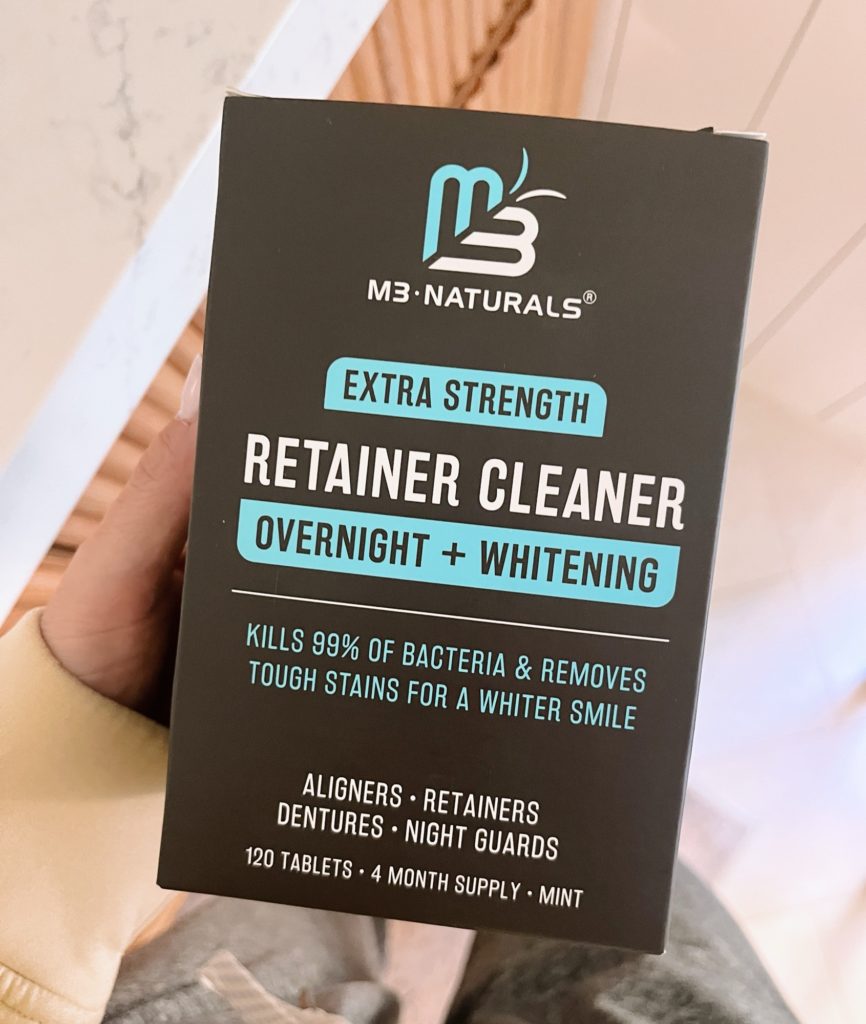 M3
M3·NATURALS®
EXTRA STRENGTH
RETAINER CLEANER
OVERNIGHT + WHITENING
KILLS 99% OF BACTERIA & REMOVES
TOUGH STAINS FOR A WHITER SMILE
ALIGNERS · RETAINERS
DENTURES · NIGHT GUARDS
120 TABLETS · 4 MONTH SUPPLY · MINT